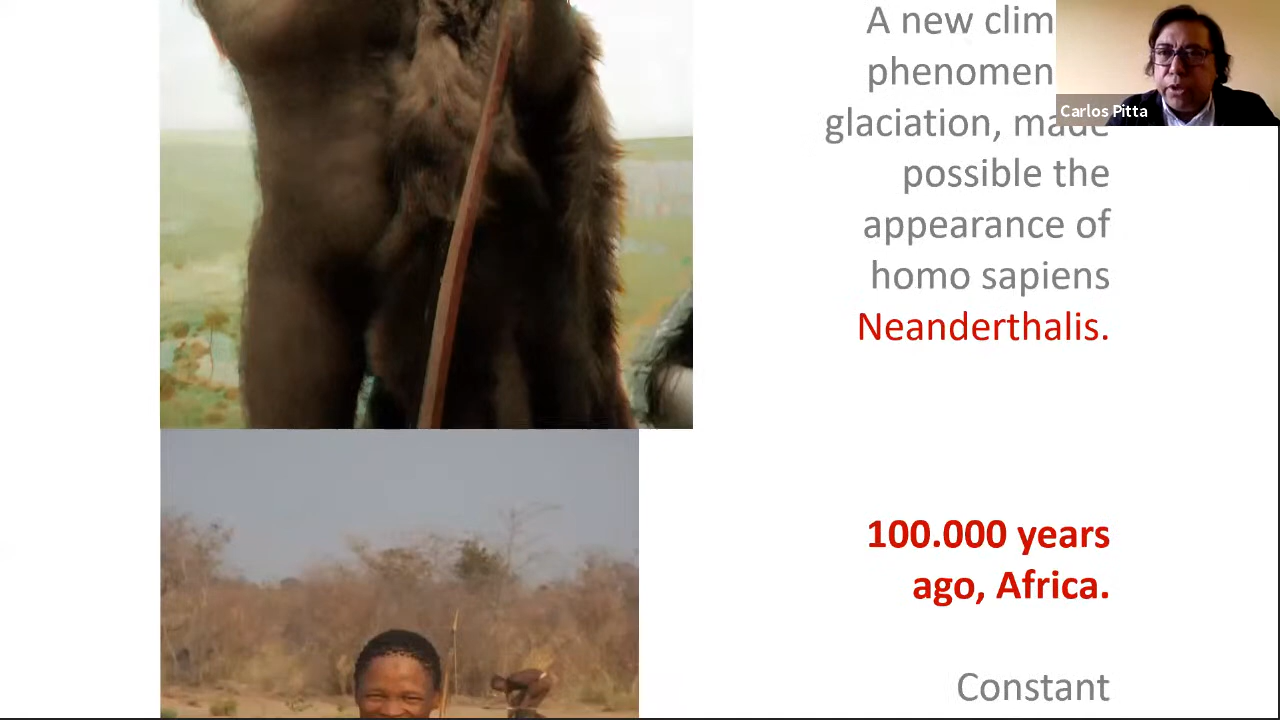 A new clim
phenomen
glaciation, made
possible the
appearance of
homo sapiens
Neanderthalis.
100.000 years
ago, Africa.
Constant
Carlos Pitta